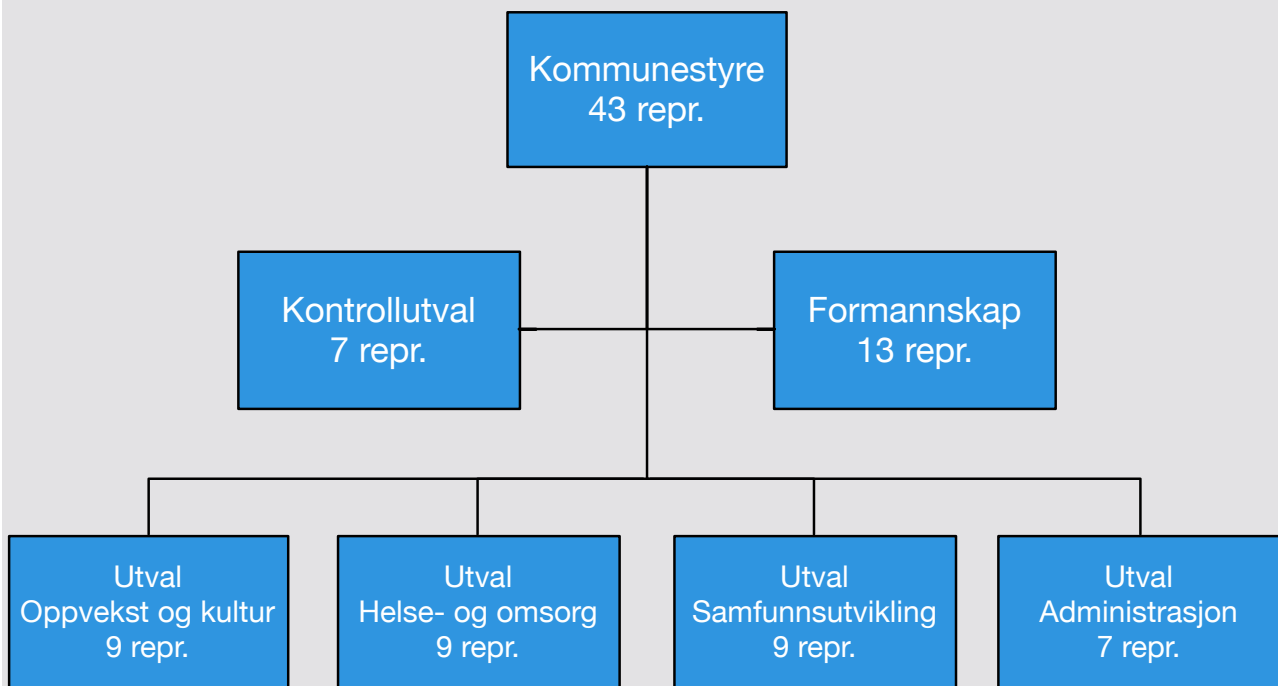 Kommunestyre
43 repr.
Kontrollutval
7 repr.
Formannskap
13 repr.
Utval
Oppvekst og kultur
9 repr.
Utval
Helse- og omsorg
9 repr.
Utval
Samfunnsutvikling
9 repr.
Utval
Administrasjon
7 repr.